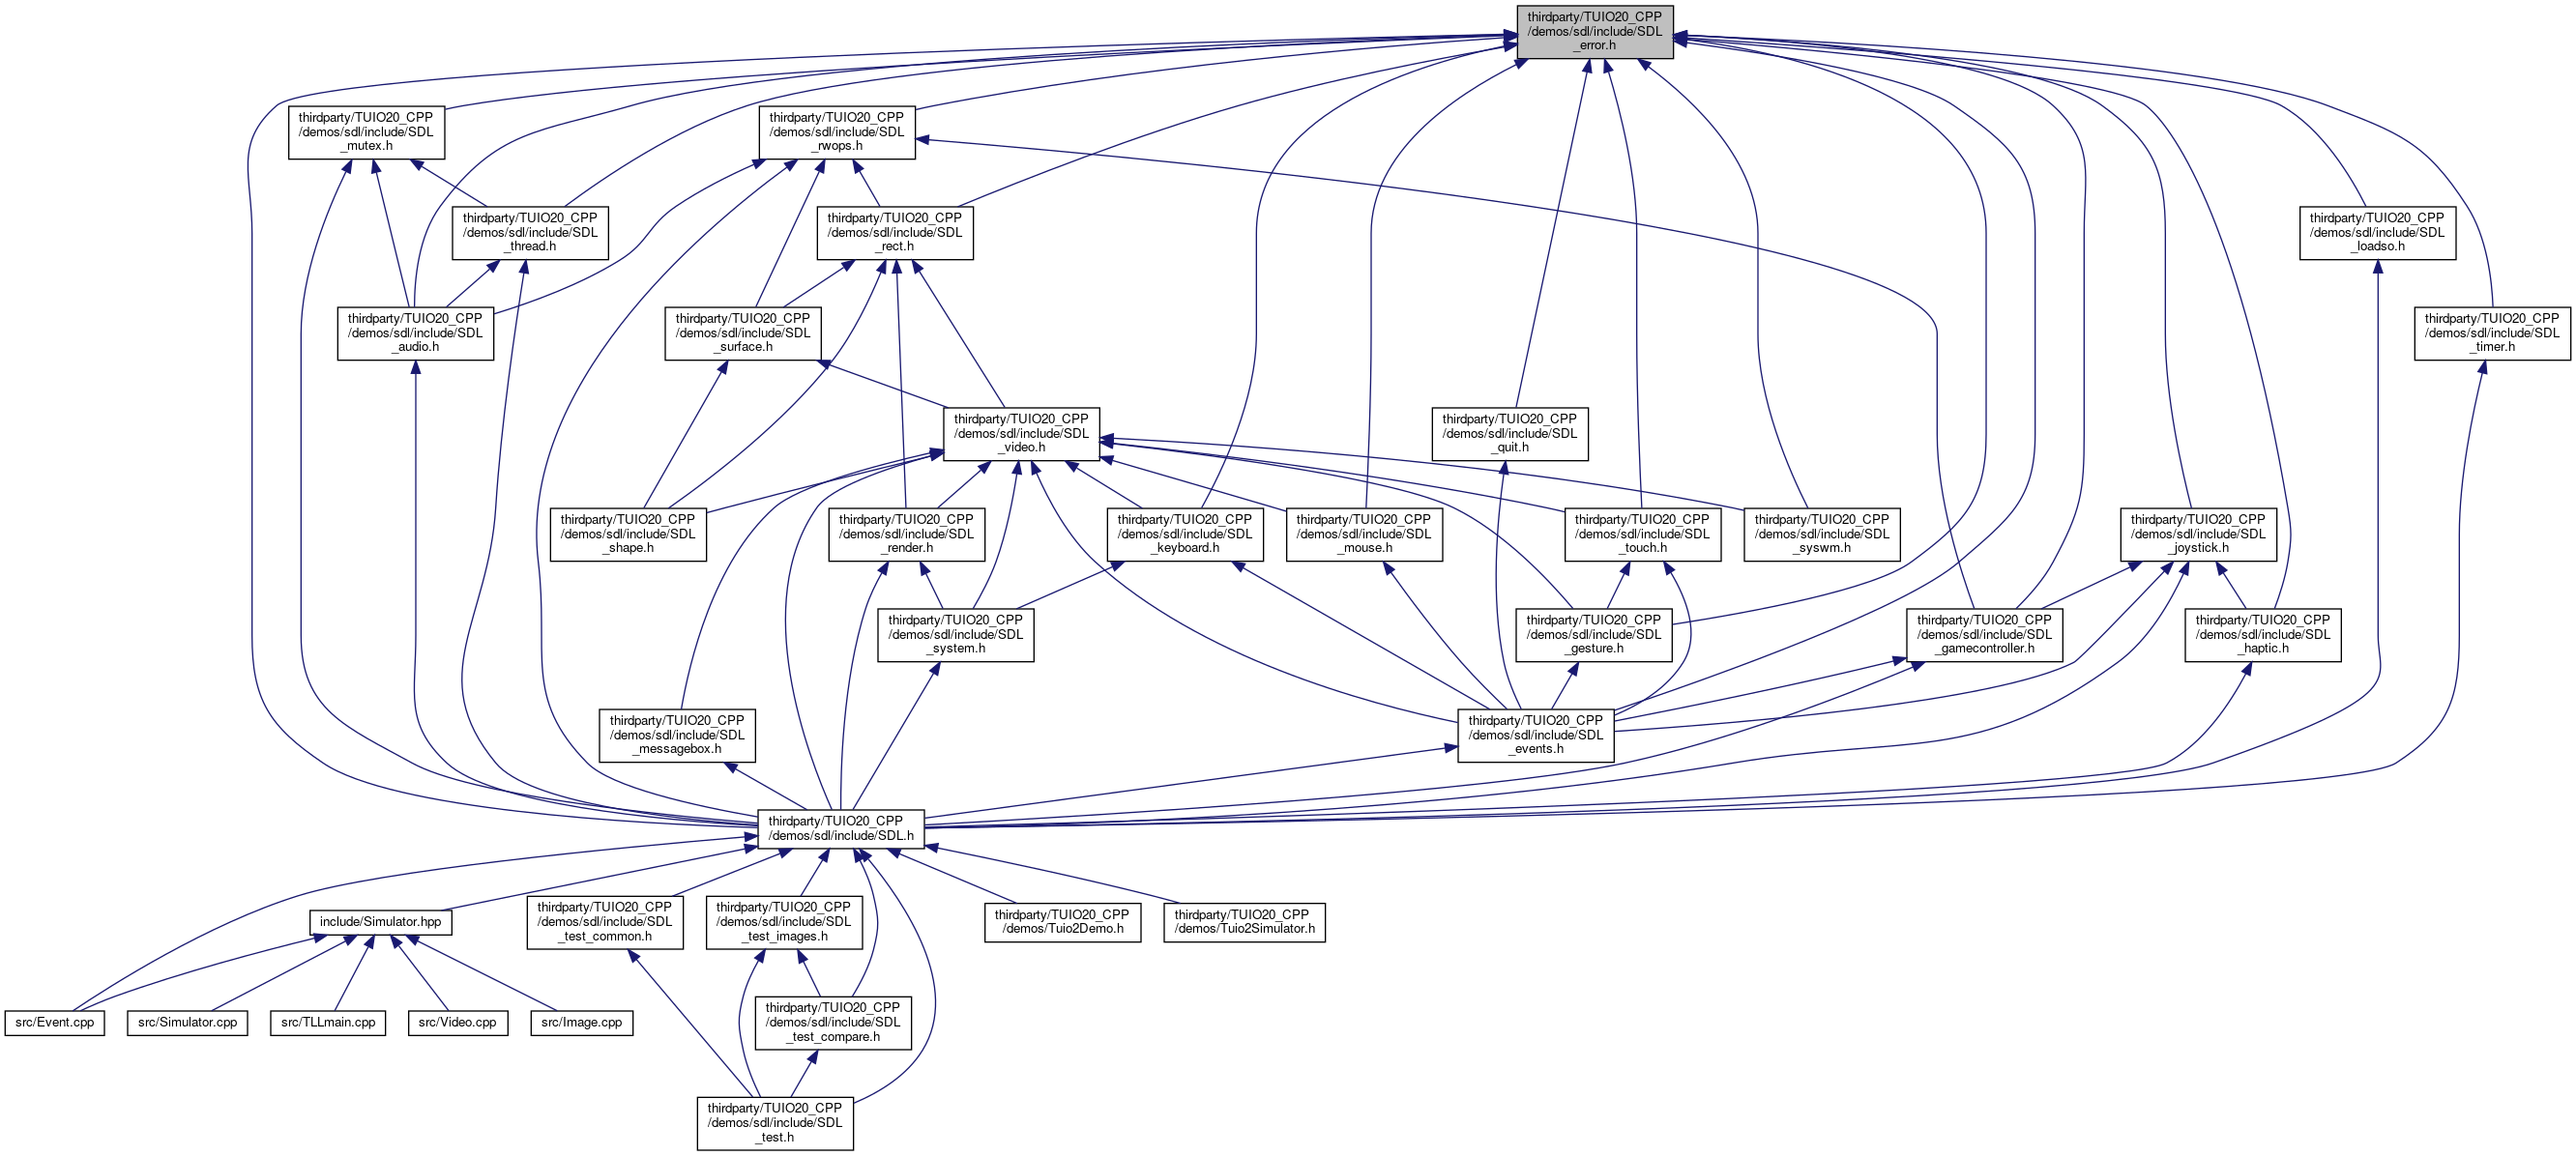 thirdparty/TUIO20_CPP
/demos/sdl/include/SDL
_error.h
thirdparty/TUIO20_CPP
/demos/sdl/include/SDL
_mutex.h
thirdparty/TUIO20_CPP
/demos/sdl/include/SDL
_rwops.h
thirdparty/TUIO20_CPP
/demos/sdl/include/SDL
_thread.h
thirdparty/TUIO20_CPP
/demos/sdl/include/SDL
_rect.h
thirdparty/TUIO20_CPP
/demos/sdl/include/SDL
_loadso.h
thirdparty/TUIO20_CPP
/demos/sdl/include/SDL
_audio.h
thirdparty/TUIO20_CPP
/demos/sdl/include/SDL
_surface.h
thirdparty/TUIO20_CPP
/demos/sdl/include/SDL
_timer.h
thirdparty/TUIO20_CPP
/demos/sdl/include/SDL
_video.h
thirdparty/TUIO20_CPP
/demos/sdl/include/SDL
_quit.h
thirdparty/TUIO20_CPP
/demos/sdl/include/SDL
_shape.h
thirdparty/TUIO20_CPP
/demos/sdl/include/SDL
_render.h
thirdparty/TUIO20_CPP
/demos/sdl/include/SDL
_keyboard.h
thirdparty/TUIO20_CPP
/demos/sdl/include/SDL
_mouse.h
thirdparty/TUIO20_CPP
/demos/sdl/include/SDL
_touch.h
thirdparty/TUIO20_CPP
/demos/sdl/include/SDL
_syswm.h
thirdparty/TUIO20_CPP
/demos/sdl/include/SDL
_joystick.h
thirdparty/TUIO20_CPP
/demos/sdl/include/SDL
_system.h
thirdparty/TUIO20_CPP
/demos/sdl/include/SDL
_gesture.h
thirdparty/TUIO20_CPP
/demos/sdl/include/SDL
_gamecontroller.h
thirdparty/TUIO20_CPP
/demos/sdl/include/SDL
_haptic.h
thirdparty/TUIO20_CPP
/demos/sdl/include/SDL
_messagebox.h
thirdparty/TUIO20_CPP
/demos/sdl/include/SDL
_events.h
thirdparty/TUIO20_CPP
/demos/sdl/include/SDL.h
include/Simulator.hpp
thirdparty/TUIO20_CPP
/demos/sdl/include/SDL
_test_common.h
thirdparty/TUIO20_CPP
/demos/sdl/include/SDL
_test_images.h
thirdparty/TUIO20_CPP
/demos/Tuio2Demo.h
thirdparty/TUIO20_CPP
/demos/Tuio2Simulator.h
src/Event.cpp
src/Simulator.cpp
src/TLLmain.cpp
src/Video.cpp
src/Image.cpp
thirdparty/TUIO20_CPP
/demos/sdl/include/SDL
_test_compare.h
thirdparty/TUIO20_CPP
/demos/sdl/include/SDL
_test.h